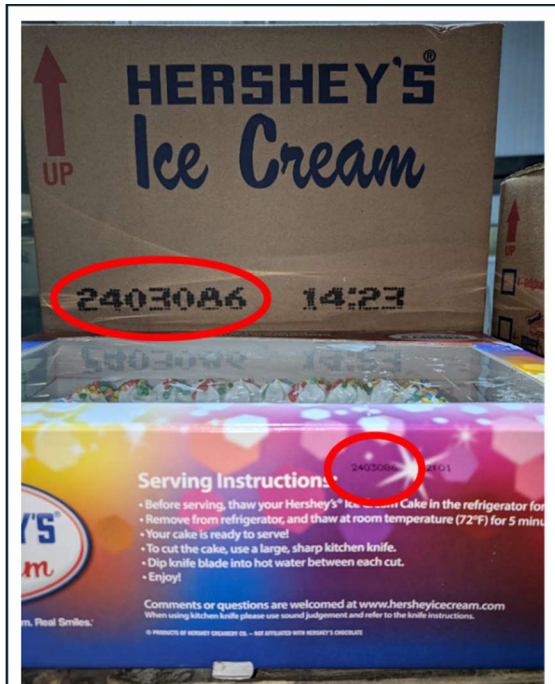 HERSHEY'S®
Ice Cream
UP
2403086 14:23
2403086
Serving Instructions:
• Before serving, thaw your Hershey's® Ice Cream Cake in the refrigerator for
• Remove from refrigerator, and thaw at room temperature (72°F) for 5 minu
• Your cake is ready to serve!
• To cut the cake, use a large, sharp kitchen knife.
• Dip knife blade into hot water between each cut.
• Enjoy!
Y'S
m
m. Real Smiles.
Comments or questions are welcomed at www.hersheyicecream.com
When using kitchen knife please use sound judgement and refer to the knife instructions.
© PRODUCTS OF HERSHEY CREAMERY CO. – NOT AFFILIATED WITH HERSHEY'S CHOCOLATE
UP